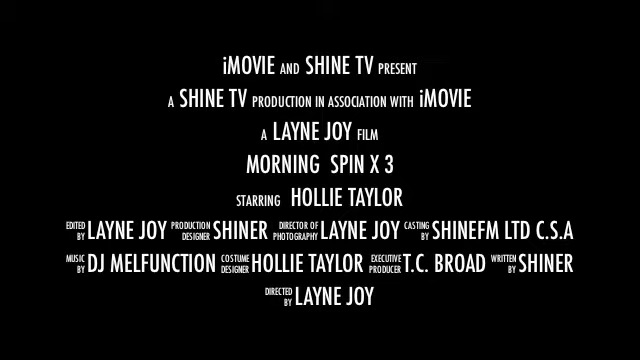 iMOVIE AND SHINE TV PRESENT
A SHINE TV PRODUCTION IN ASSOCIATION WITH iMOVIE
A LAYNE JOY FILM
MORNING SPIN X 3
STARRING HOLLIE TAYLOR
EDITED BY LAYNE JOY PRODUCTION DESIGNER SHINER DIRECTOR OF PHOTOGRAPHY LAYNE JOY CASTING BY SHINEFM LTD C.S.A
MUSIC BY DJ MELFUNCTION COSTUME DESIGNER HOLLIE TAYLOR EXECUTIVE PRODUCER T.C. BROAD WRITTEN BY SHINER
DIRECTED BY LAYNE JOY